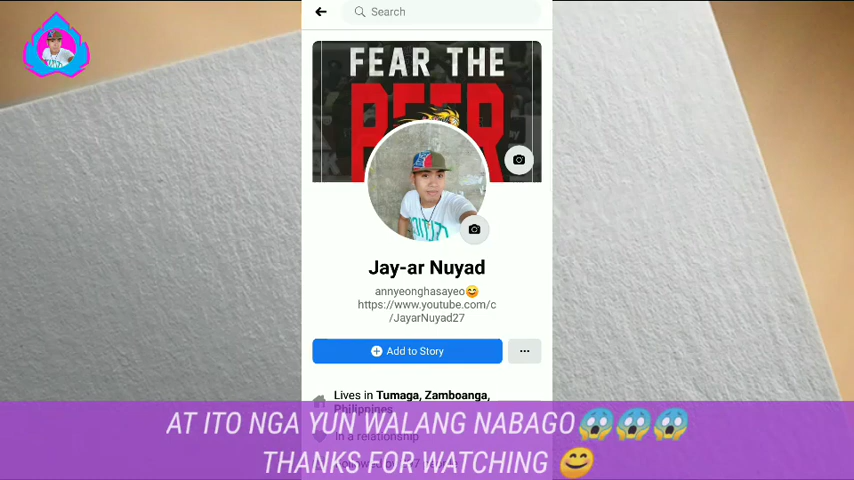 Search
FEAR THE
Jay-ar Nuyad
annyeonghasayeo😄
https://www.youtube.com/c
/JayarNuyad27
Add to Story
Lives in Tumaga, Zamboanga,
Philippines
In a relationship
AT ITO NGA YUN WALANG NABAGO😱😱😱
THANKS FOR WATCHING 😊